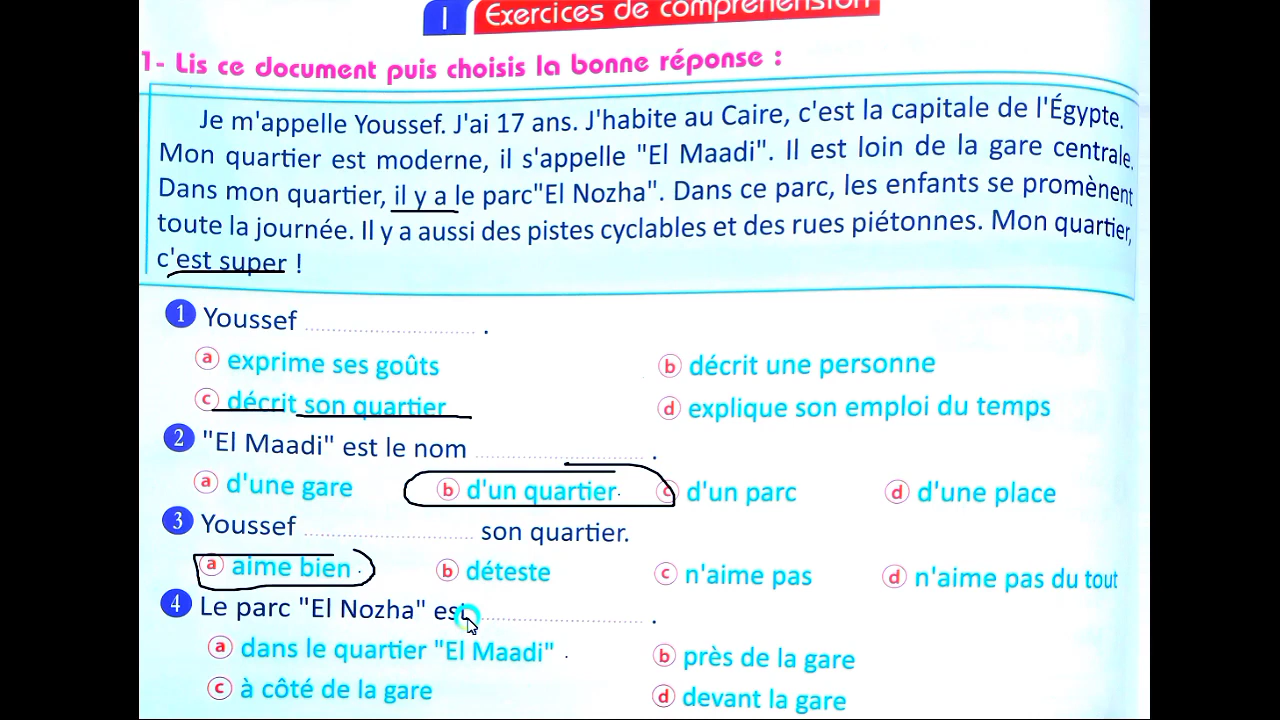 I Exercices de compréhension
1- Lis ce document puis choisis la bonne réponse :
Je m'appelle Youssef. J'ai 17 ans. J'habite au Caire, c'est la capitale de l'Égypte.
Mon quartier est moderne, il s'appelle "El Maadi". Il est loin de la gare centrale.
Dans mon quartier, il y a le parc"El Nozha". Dans ce parc, les enfants se promènent
toute la journée. Il y a aussi des pistes cyclables et des rues piétonnes. Mon quartier,
c'est super !
1 Youssef .................... .
a exprime ses goûts b décrit une personne
c décrit son quartier d explique son emploi du temps
2 "El Maadi" est le nom .................... .
a d'une gare b d'un quartier c d'un parc d d'une place
3 Youssef .................... son quartier.
a aime bien b déteste c n'aime pas d n'aime pas du tout
4 Le parc "El Nozha" est .................... .
a dans le quartier "El Maadi" b près de la gare
c à côté de la gare d devant la gare